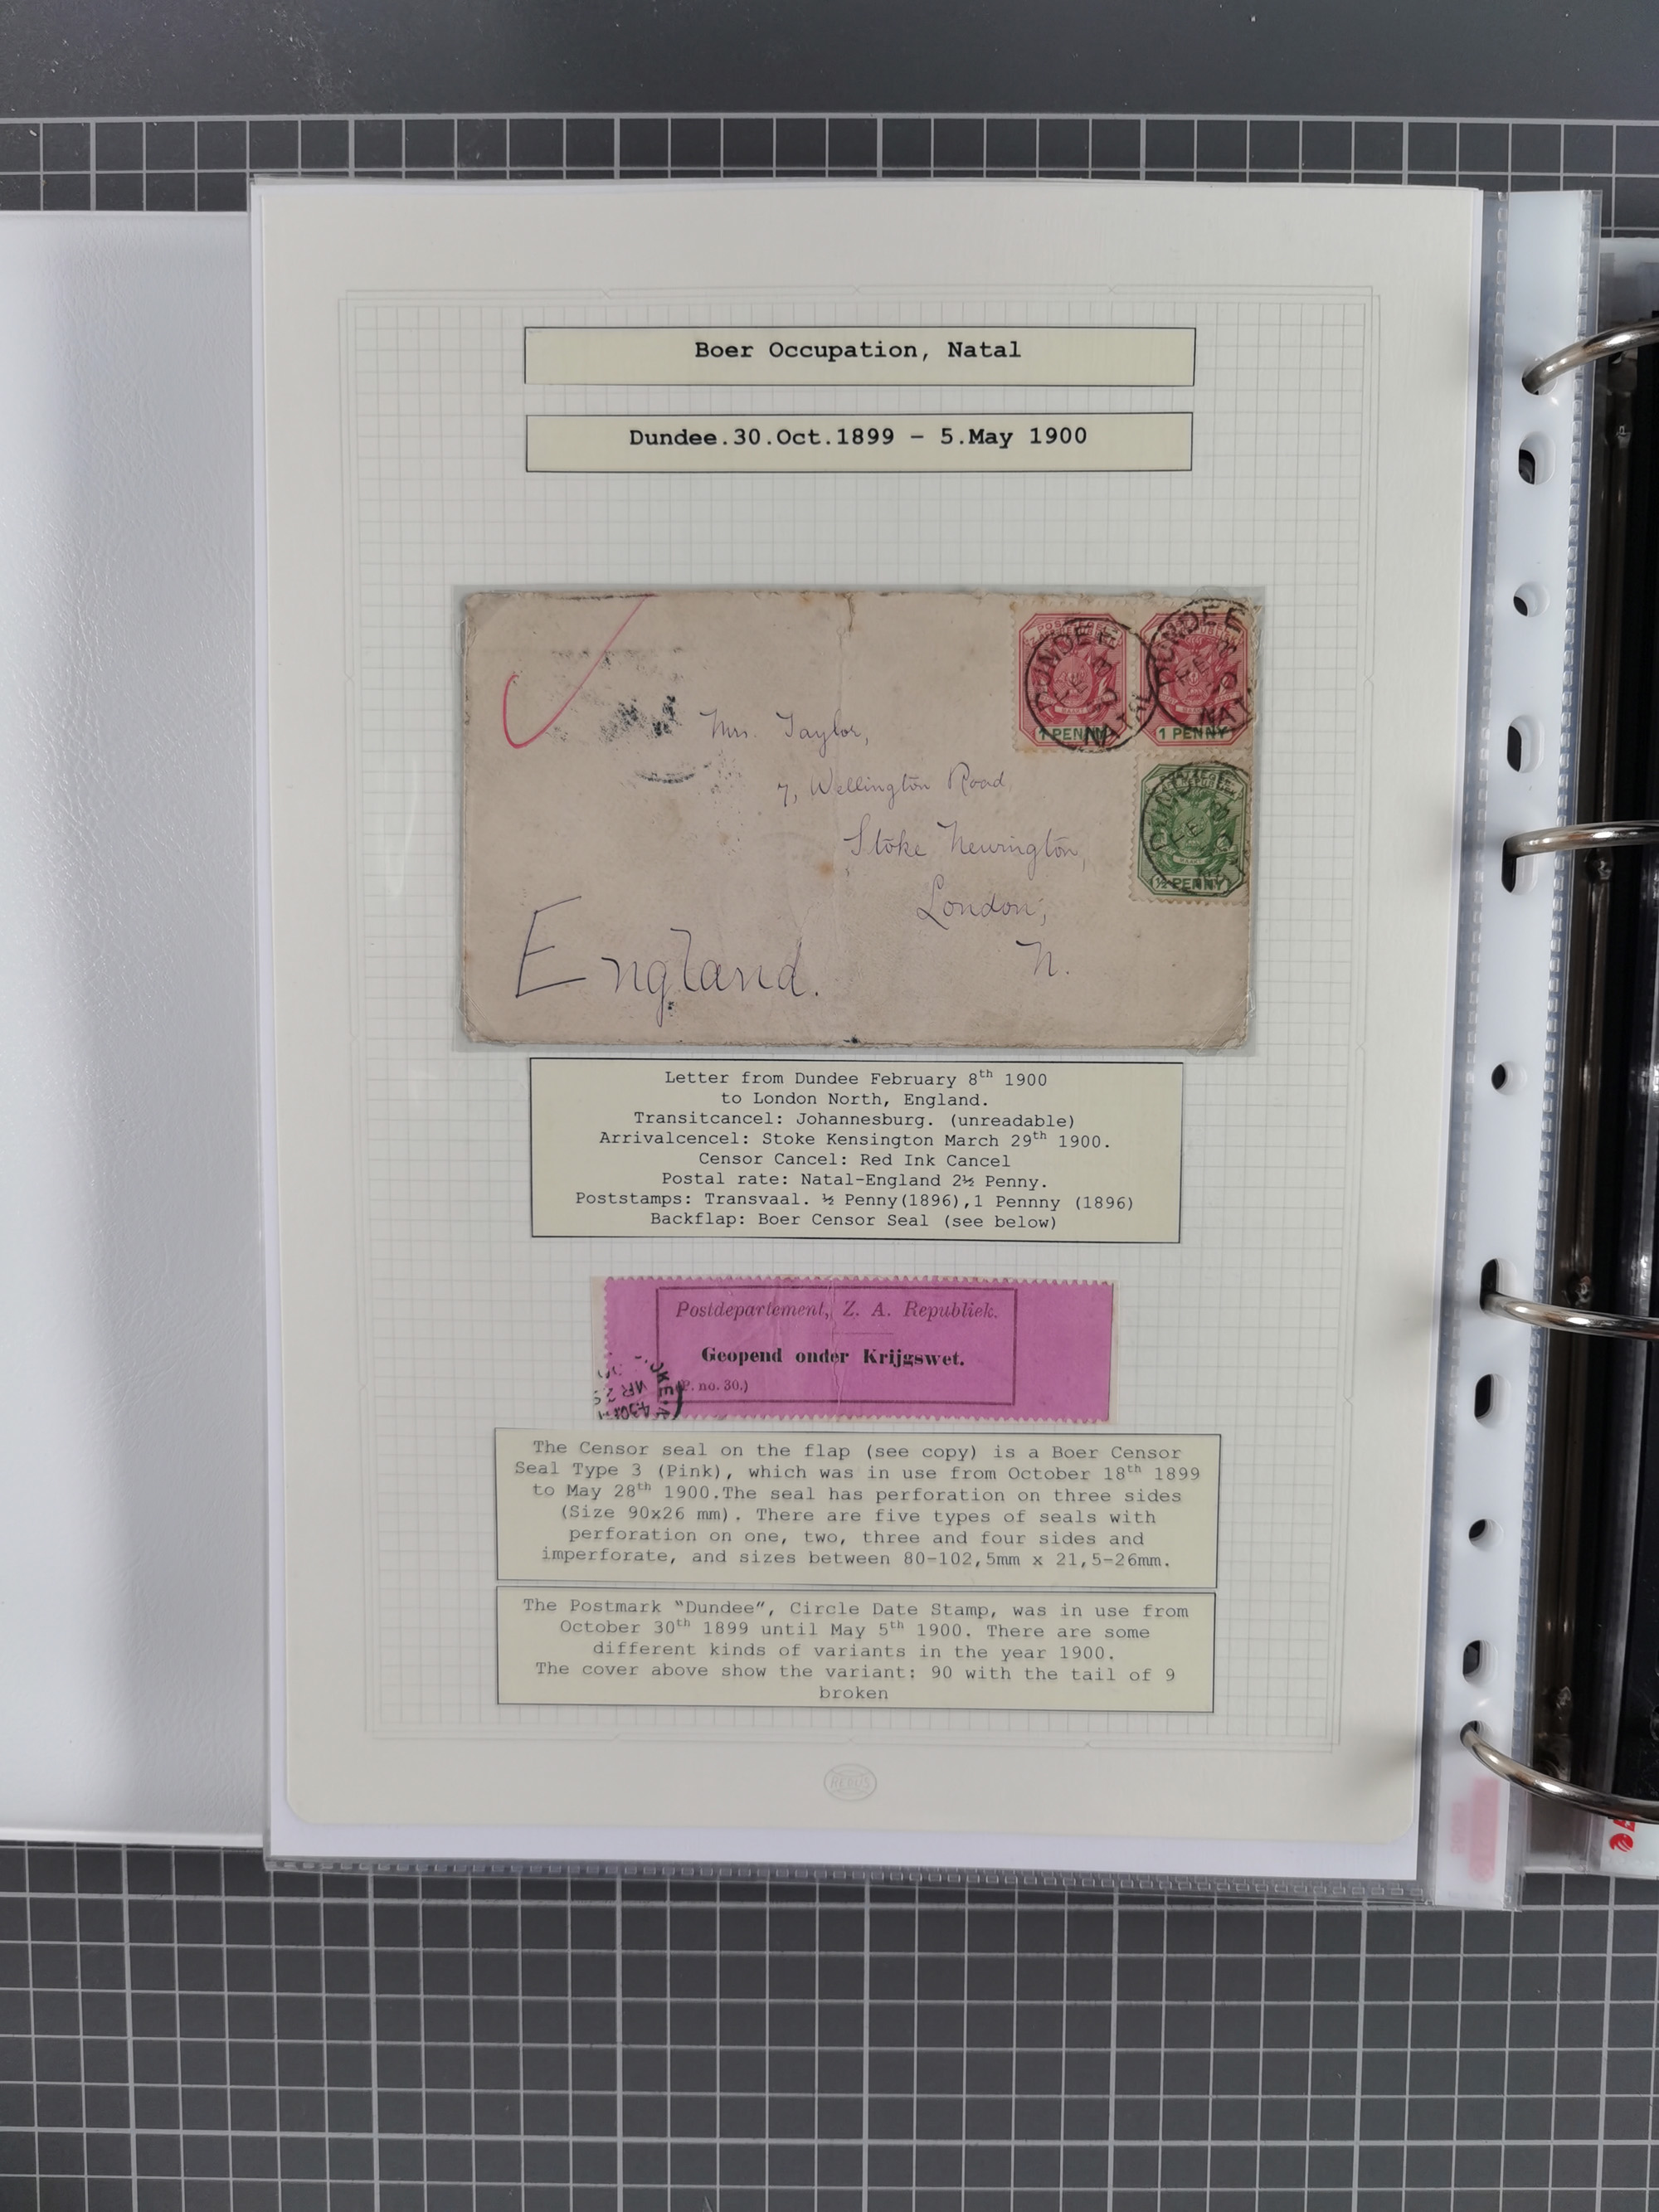 Boer Occupation, Natal
Dundee.30.Oct.1899 – 5.May 1900
DUNDEE
NATAL
1 PENNY
DUNDEE
NAT
1 PENNY
½ PENNY
Mrs. Taylor,
7, Wellington Road,
Stoke Newington,
London,
N.
England.
Letter from Dundee February 8th 1900
to London North, England.
Transitcancel: Johannesburg. (unreadable)
Arrivalcencel: Stoke Kensington March 29th 1900.
Censor Cancel: Red Ink Cancel
Postal rate: Natal-England 2½ Penny.
Poststamps: Transvaal. ½ Penny(1896),1 Pennny (1896)
Backflap: Boer Censor Seal (see below)
Postdepartement, Z. A. Republiek.
Geopend onder Krijgswet.
(P. no. 30.)
The Censor seal on the flap (see copy) is a Boer Censor
Seal Type 3 (Pink), which was in use from October 18th 1899
to May 28th 1900.The seal has perforation on three sides
(Size 90x26 mm). There are five types of seals with
perforation on one, two, three and four sides and
imperforate, and sizes between 80-102,5mm x 21,5-26mm.
The Postmark “Dundee”, Circle Date Stamp, was in use from
October 30th 1899 until May 5th 1900. There are some
different kinds of variants in the year 1900.
The cover above show the variant: 90 with the tail of 9
broken